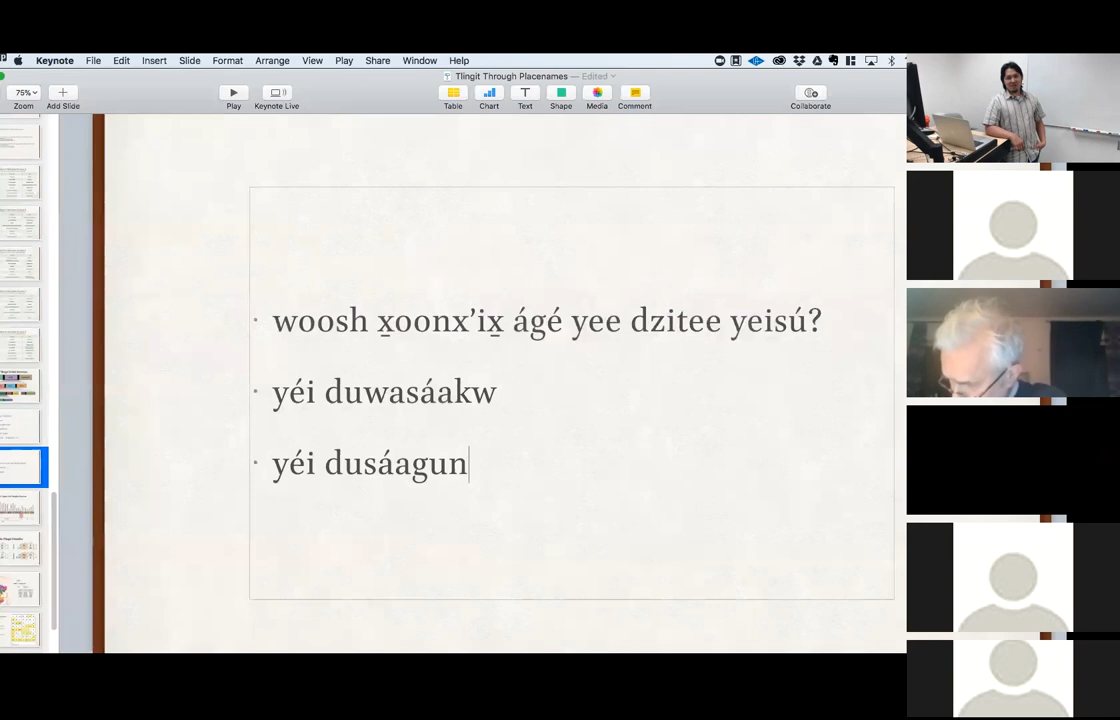 Keynote File Edit Insert Slide Format Arrange View Play Share Window Help
Tlingit Through Placenames — Edited
75%
Zoom Add Slide Play Keynote Live Table Chart Text Shape Media Comment Collaborate
woosh x̱oonx’ix̱ ágé yee dzitee yeisú?
yéi duwasáakw
yéi dusáagun